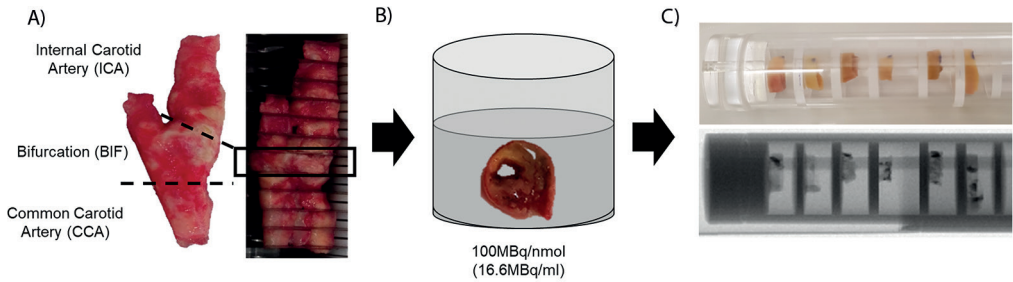 A)
Internal Carotid
Artery (ICA)
Bifurcation (BIF)
Common Carotid
Artery (CCA)
B)
100MBq/nmol
(16.6MBq/ml)
C)